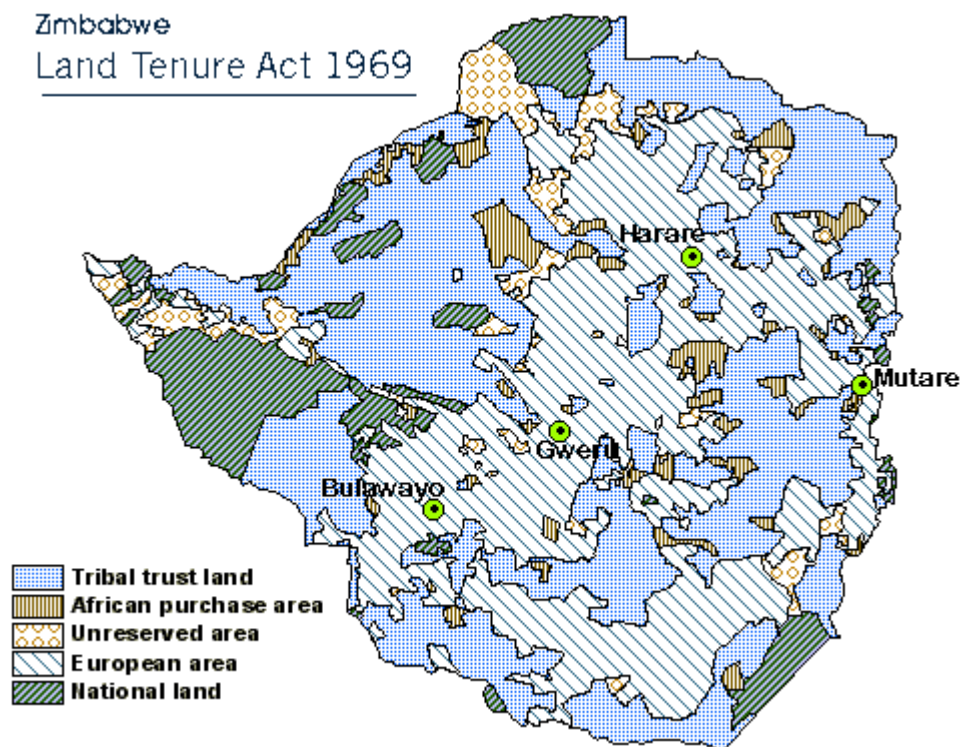 Zimbabwe
Land Tenure Act 1969
Harare
Mutare
Gweru
Bulawayo
Tribal trust land
African purchase area
Unreserved area
European area
National land